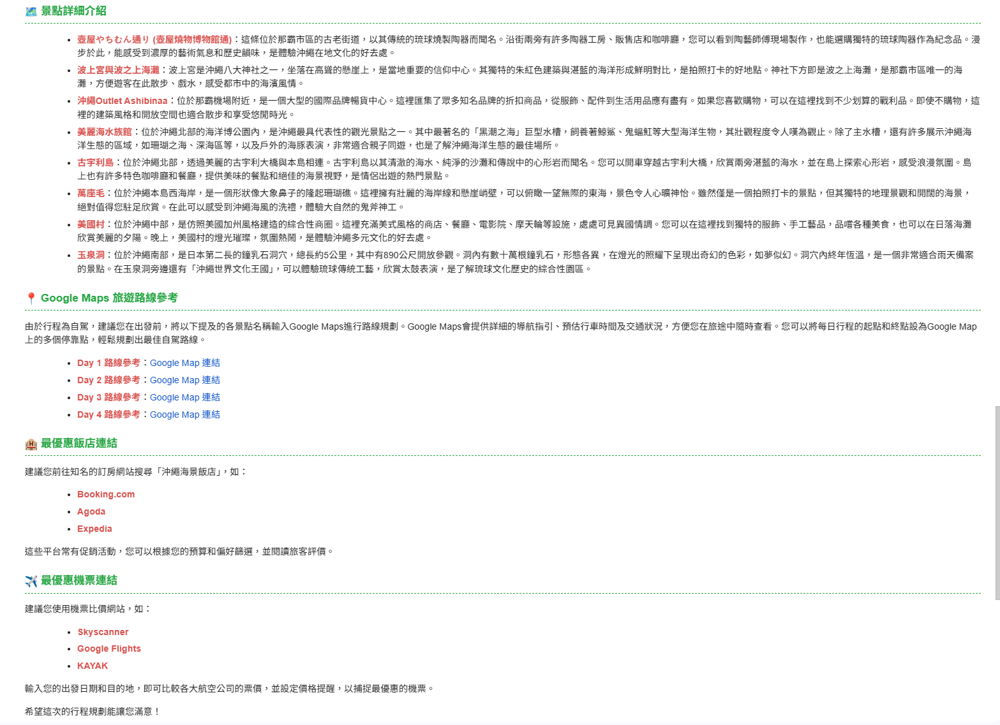 🗺️ 景點詳細介紹
• 壺屋やちむん通り (壺屋燒物博物館通)：這條位於那霸市區的古老街道，以其傳統的琉球燒製陶器而聞名。沿街兩旁有許多陶器工房、販售店和咖啡廳，您可以看到陶藝師傅現場製作，也能選購獨特的琉球陶器作為紀念品。漫
步於此，能感受到濃厚的藝術氣息和歷史韻味，是體驗沖繩在地文化的好去處。
• 波上宮與波之上海灘：波上宮是沖繩八大神社之一，坐落在高聳的懸崖上，是當地重要的信仰中心。其獨特的朱紅色建築與湛藍的海洋形成鮮明對比，是拍照打卡的好地點。神社下方即是波之上海灘，是那霸市區唯一的海
灘，方便遊客在此散步、戲水，感受都市中的海濱風情。
• 沖繩Outlet Ashibinaa：位於那霸機場附近，是一個大型的國際品牌暢貨中心。這裡匯集了眾多知名品牌的折扣商品，從服飾、配件到生活用品應有盡有。如果您喜歡購物，可以在這裡找到不少划算的戰利品。即使不購物，這
裡的建築風格和開放空間也適合散步和享受悠閒時光。
• 美麗海水族館：位於沖繩北部的海洋博公園內，是沖繩最具代表性的觀光景點之一。其中最著名的「黑潮之海」巨型水槽，飼養著鯨鯊、鬼蝠魟等大型海洋生物，其壯觀程度令人嘆為觀止。除了主水槽，還有許多展示沖繩海
洋生態的區域，如珊瑚之海、深海區等，以及戶外的海豚表演，非常適合親子同遊，也是了解沖繩海洋生態的最佳場所。
• 古宇利島：位於沖繩北部，透過美麗的古宇利大橋與本島相連。古宇利島以其清澈的海水、純淨的沙灘和傳說中的心形岩而聞名。您可以開車穿越古宇利大橋，欣賞兩旁湛藍的海水，並在島上探索心形岩，感受浪漫氛圍。島
上也有許多特色咖啡廳和餐廳，提供美味的餐點和絕佳的海景視野，是情侶出遊的熱門景點。
• 萬座毛：位於沖繩本島西海岸，是一個形狀像大象鼻子的隆起珊瑚礁。這裡擁有壯麗的海岸線和懸崖峭壁，可以俯瞰一望無際的東海，景色令人心曠神怡。雖然僅是一個拍照打卡的景點，但其獨特的地理景觀和開闊的海景，
絕對值得您駐足欣賞。在此可以感受到沖繩海風的洗禮，體驗大自然的鬼斧神工。
• 美國村：位於沖繩中部，是仿照美國加州風格建造的綜合性商圈。這裡充滿美式風格的商店、餐廳、電影院、摩天輪等設施，處處可見異國情調。您可以在這裡找到獨特的服飾、手工藝品，品嚐各種美食，也可以在日落海灘
欣賞美麗的夕陽。晚上，美國村的燈光璀璨，氛圍熱鬧，是體驗沖繩多元文化的好去處。
• 玉泉洞：位於沖繩南部，是日本第二長的鐘乳石洞穴，總長約5公里，其中有890公尺開放參觀。洞內有數十萬根鐘乳石，形態各異，在燈光的照耀下呈現出奇幻的色彩，如夢似幻。洞穴內終年恆溫，是一個非常適合雨天備案
的景點。在玉泉洞旁邊還有「沖繩世界文化王國」，可以體驗琉球傳統工藝，欣賞太鼓表演，是了解琉球文化歷史的綜合性園區。
📍 Google Maps 旅遊路線參考
由於行程為自駕，建議您在出發前，將以下提及的各景點名稱輸入Google Maps進行路線規劃。Google Maps會提供詳細的導航指引、預估行車時間及交通狀況，方便您在旅途中隨時查看。您可以將每日行程的起點和終點設為Google Map
上的多個停靠點，輕鬆規劃出最佳自駕路線。
• Day 1 路線參考：Google Map 連結
• Day 2 路線參考：Google Map 連結
• Day 3 路線參考：Google Map 連結
• Day 4 路線參考：Google Map 連結
🏨 最優惠飯店連結
建議您前往知名的訂房網站搜尋「沖繩海景飯店」，如：
• Booking.com
• Agoda
• Expedia
這些平台常有促銷活動，您可以根據您的預算和偏好篩選，並閱讀旅客評價。
✈️ 最優惠機票連結
建議您使用機票比價網站，如：
• Skyscanner
• Google Flights
• KAYAK
輸入您的出發日期和目的地，即可比較各大航空公司的票價，並設定價格提醒，以捕捉最優惠的機票。
希望這次的行程規劃能讓您滿意！